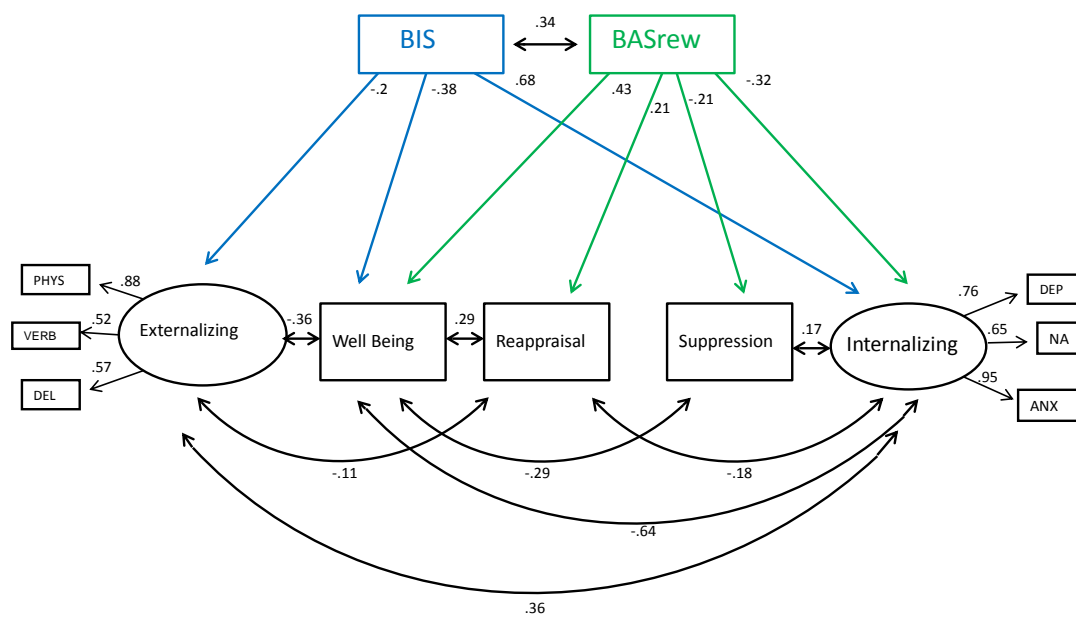 .34
BIS
BASrew
-.2
-.38
.68
.43
.21
-.21
-.32
PHYS
.88
VERB
.52
DEL
.57
Externalizing
-.36
Well Being
.29
Reappraisal
Suppression
.17
Internalizing
.76
DEP
.65
NA
.95
ANX
-.11
-.29
-.18
-.64
.36